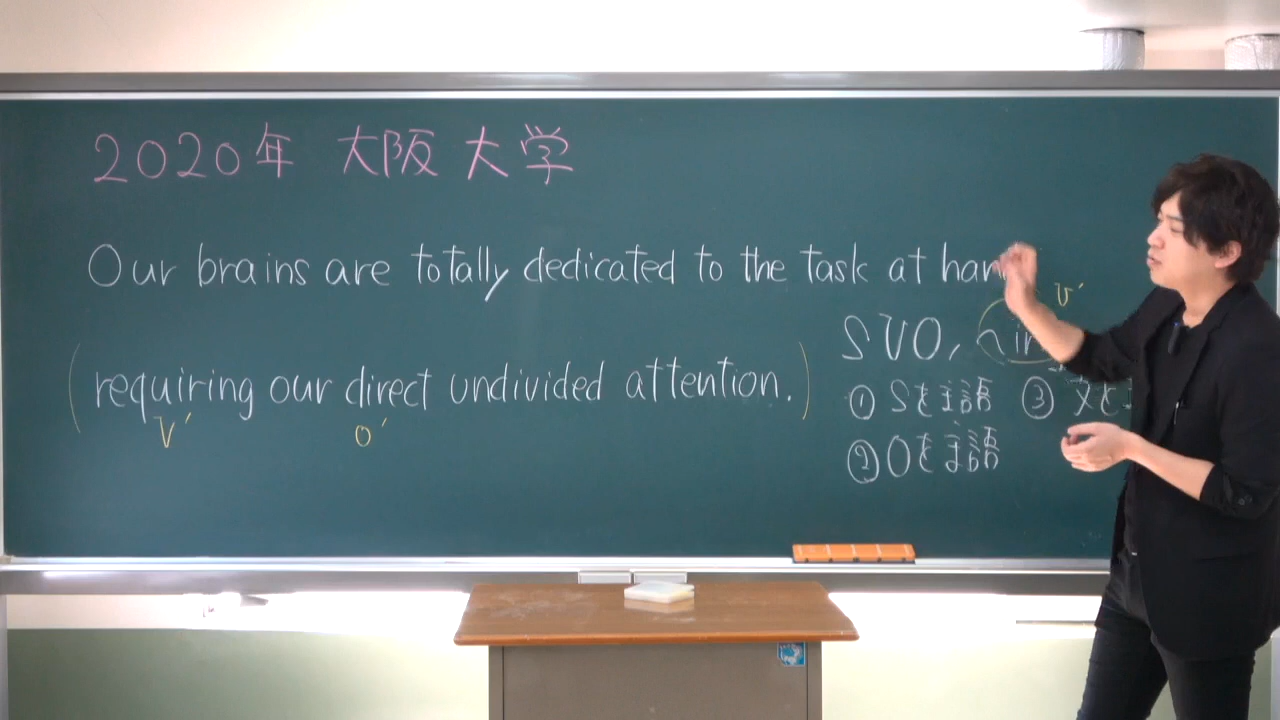 2020年 大阪大学
Our brains are totally dedicated to the task at han
(requiring our direct undivided attention.)
V' O'
V'
SVO,
① Sを主語 ③ 文を
② Oを主語